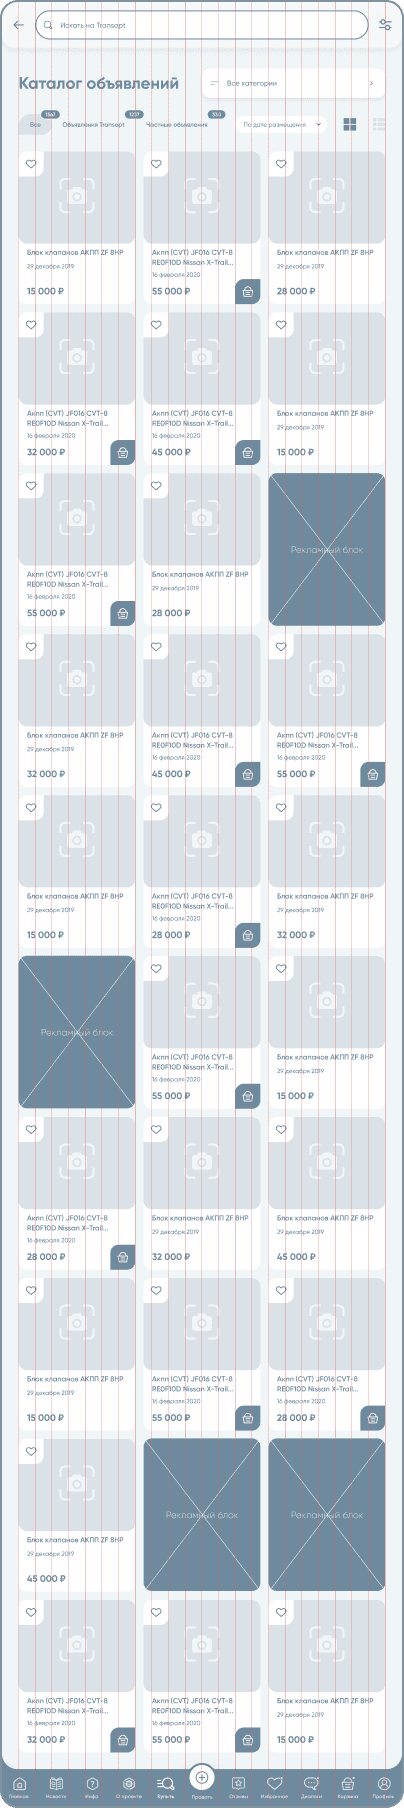 Искать на Transopt
Каталог объявлений
Все категории
Все
1567
Объявления Transopt
1237
Частные объявления
330
По дате размещения
Блок клапанов АКПП ZF 8HP
29 декабря 2019
15 000 ₽
Акпп (CVT) JF016 CVT-8
RE0F10D Nissan X-Trail...
16 февраля 2020
55 000 ₽
Блок клапанов АКПП ZF 8HP
29 декабря 2019
28 000 ₽
Акпп (CVT) JF016 CVT-8
RE0F10D Nissan X-Trail...
16 февраля 2020
32 000 ₽
Акпп (CVT) JF016 CVT-8
RE0F10D Nissan X-Trail...
16 февраля 2020
45 000 ₽
Блок клапанов АКПП ZF 8HP
29 декабря 2019
15 000 ₽
Акпп (CVT) JF016 CVT-8
RE0F10D Nissan X-Trail...
16 февраля 2020
55 000 ₽
Блок клапанов АКПП ZF 8HP
29 декабря 2019
28 000 ₽
Рекламный блок
Блок клапанов АКПП ZF 8HP
29 декабря 2019
32 000 ₽
Акпп (CVT) JF016 CVT-8
RE0F10D Nissan X-Trail...
16 февраля 2020
45 000 ₽
Акпп (CVT) JF016 CVT-8
RE0F10D Nissan X-Trail...
16 февраля 2020
55 000 ₽
Блок клапанов АКПП ZF 8HP
29 декабря 2019
15 000 ₽
Акпп (CVT) JF016 CVT-8
RE0F10D Nissan X-Trail...
16 февраля 2020
28 000 ₽
Блок клапанов АКПП ZF 8HP
29 декабря 2019
32 000 ₽
Рекламный блок
Акпп (CVT) JF016 CVT-8
RE0F10D Nissan X-Trail...
16 февраля 2020
55 000 ₽
Блок клапанов АКПП ZF 8HP
29 декабря 2019
15 000 ₽
Акпп (CVT) JF016 CVT-8
RE0F10D Nissan X-Trail...
16 февраля 2020
28 000 ₽
Блок клапанов АКПП ZF 8HP
29 декабря 2019
32 000 ₽
Блок клапанов АКПП ZF 8HP
29 декабря 2019
45 000 ₽
Блок клапанов АКПП ZF 8HP
29 декабря 2019
15 000 ₽
Акпп (CVT) JF016 CVT-8
RE0F10D Nissan X-Trail...
16 февраля 2020
55 000 ₽
Акпп (CVT) JF016 CVT-8
RE0F10D Nissan X-Trail...
16 февраля 2020
28 000 ₽
Блок клапанов АКПП ZF 8HP
29 декабря 2019
45 000 ₽
Рекламный блок
Рекламный блок
Акпп (CVT) JF016 CVT-8
RE0F10D Nissan X-Trail...
16 февраля 2020
32 000 ₽
Акпп (CVT) JF016 CVT-8
RE0F10D Nissan X-Trail...
16 февраля 2020
55 000 ₽
Блок клапанов АКПП ZF 8HP
29 декабря 2019
15 000 ₽
Главная
Новости
Инфо
О проекте
Купить
Продать
Отзывы
Избранное
Диалоги
Корзина
Профиль